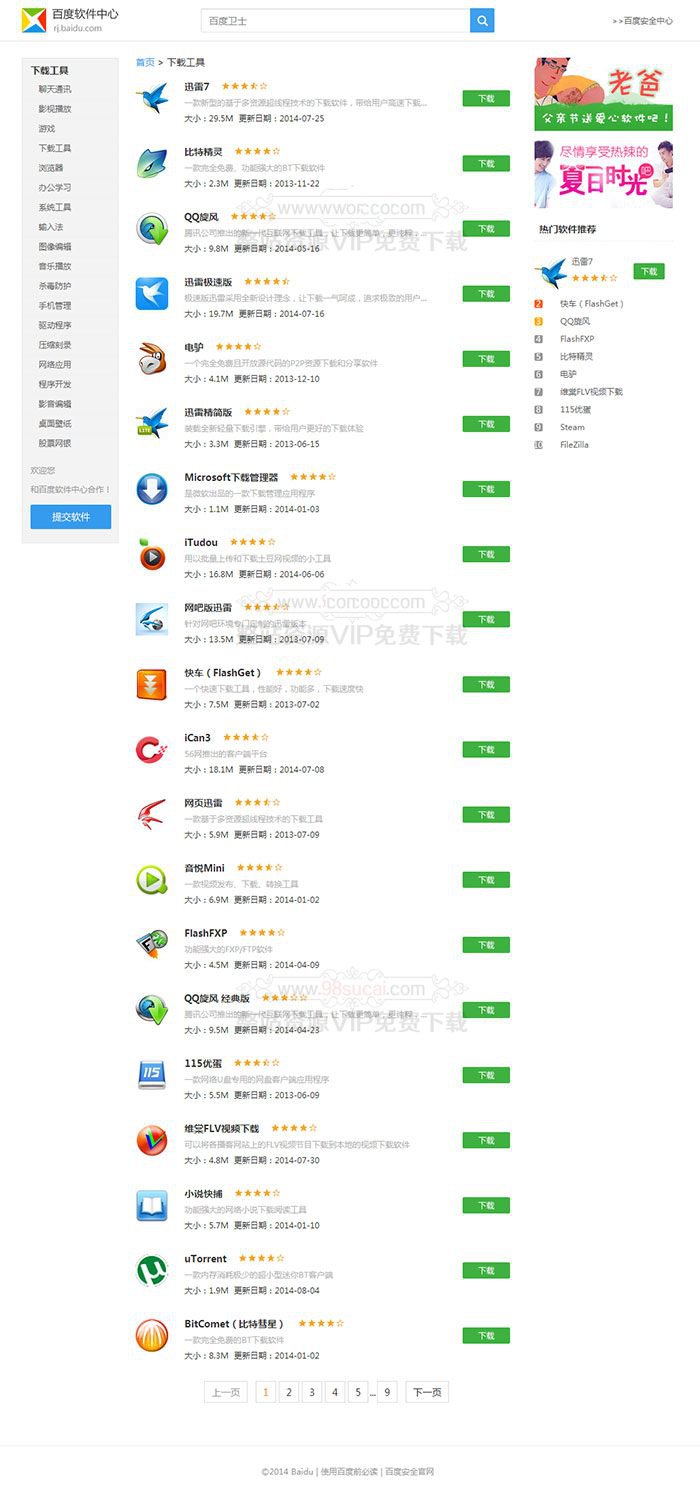 百度软件中心
rj.baidu.com
百度卫士
>>百度安全中心
下载工具
聊天通讯
影视播放
游戏
下载工具
浏览器
办公学习
系统工具
输入法
图像编辑
音乐播放
杀毒防护
手机管理
驱动程序
压缩刻录
网络应用
程序开发
影音编辑
桌面壁纸
股票网银
欢迎您
和百度软件中心合作！
提交软件
首页 > 下载工具
迅雷7
一款新型的基于多资源超线程技术的下载软件，带给用户高速下载...
大小：29.5M 更新日期：2014-07-25
下载
比特精灵
一款完全免费、功能强大的BT下载软件
大小：2.3M 更新日期：2013-11-22
下载
QQ旋风
腾讯公司推出的新一代互联网下载工具，让下载更简单，更纯粹，...
大小：9.8M 更新日期：2014-05-16
下载
迅雷极速版
极速版迅雷采用全新设计理念，让下载一气呵成，追求极致的用户...
大小：19.7M 更新日期：2014-07-16
下载
电驴
一个完全免费且开放源代码的P2P资源下载和分享软件
大小：4.1M 更新日期：2013-12-10
下载
迅雷精简版
装载全新轻量下载引擎，带给用户更好的下载体验
大小：3.3M 更新日期：2013-06-15
下载
Microsoft下载管理器
是微软出品的一款下载管理应用程序
大小：1.1M 更新日期：2014-01-03
下载
iTudou
用以批量上传和下载土豆网视频的小工具
大小：16.8M 更新日期：2014-06-06
下载
网吧版迅雷
针对网吧环境专门定制的迅雷版本
大小：13.5M 更新日期：2013-07-09
下载
快车（FlashGet）
一个快速下载工具，性能好，功能多，下载速度快
大小：7.5M 更新日期：2013-07-02
下载
iCan3
56网推出的客户端平台
大小：18.1M 更新日期：2014-07-08
下载
网页迅雷
一款基于多资源超线程技术的下载工具
大小：5.9M 更新日期：2013-07-09
下载
音悦Mini
一款视频发布、下载、转换工具
大小：6.9M 更新日期：2014-01-02
下载
FlashFXP
功能强大的FXP/FTP软件
大小：4.5M 更新日期：2014-04-09
下载
QQ旋风 经典版
腾讯公司推出的新一代互联网下载工具，让下载更简单，更纯粹，...
大小：9.5M 更新日期：2014-04-23
下载
www.98sucai.com
115优蛋
一款网络U盘专用的网盘客户端应用程序
大小：5.5M 更新日期：2013-06-09
下载
维棠FLV视频下载
可以将各播客网站上的FLV视频节目下载到本地的视频下载软件
大小：4.8M 更新日期：2014-07-30
下载
小说快捕
功能强大的网络小说下载阅读工具
大小：5.7M 更新日期：2014-01-10
下载
uTorrent
一款内存消耗极少的超小型迷你BT客户端
大小：1.9M 更新日期：2014-08-04
下载
BitComet（比特彗星）
一款完全免费的BT下载软件
大小：8.3M 更新日期：2014-01-02
下载
上一页 1 2 3 4 5 ... 9 下一页
老爸
父亲节送爱心软件吧！
尽情享受热辣的
夏日时光吧
热门软件推荐
迅雷7
下载
2 快车（FlashGet）
3 QQ旋风
4 FlashFXP
5 比特精灵
6 电驴
7 维棠FLV视频下载
8 115优蛋
9 Steam
10 FileZilla
©2014 Baidu | 使用百度前必读 | 百度安全官网